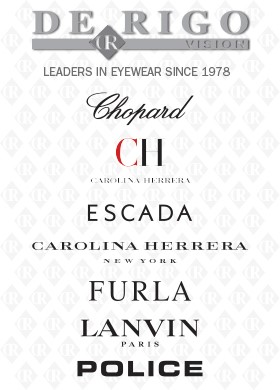 DE RIGO
R VISION
LEADERS IN EYEWEAR SINCE 1978
Chopard
CH
CAROLINA HERRERA
ESCADA
CAROLINA HERRERA
NEW YORK
FURLA
LANVIN
PARIS
POLICE